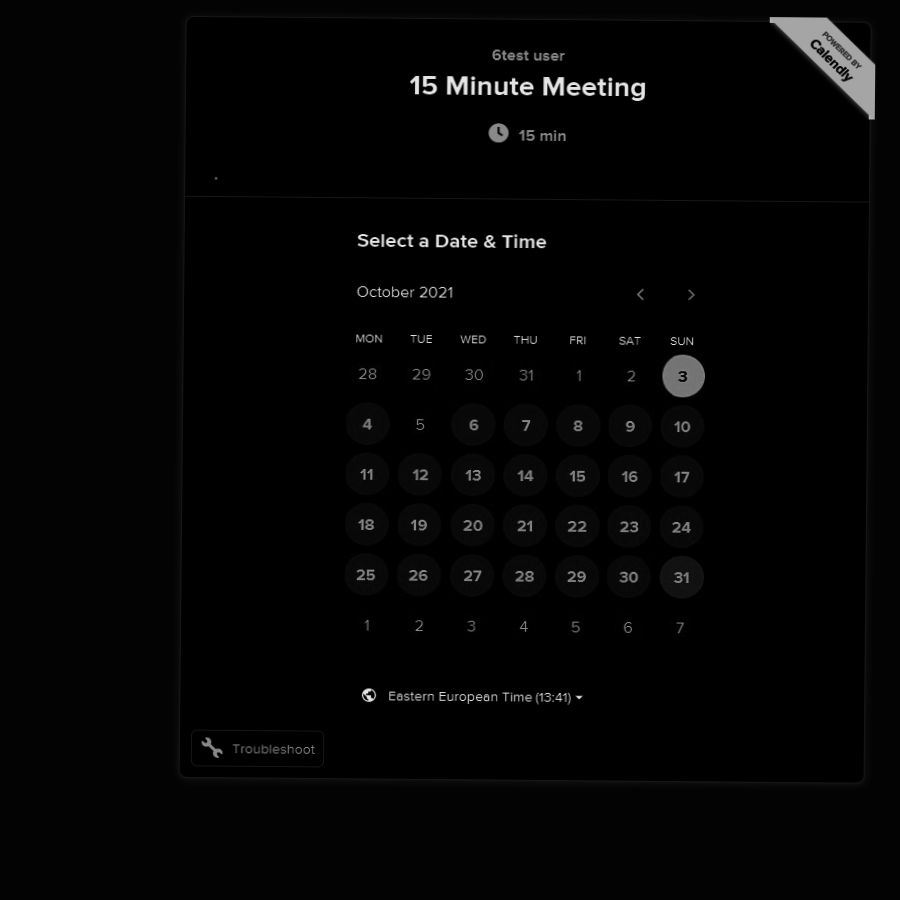 POWERED BY
Calendly
6test user
15 Minute Meeting
15 min
.
Select a Date & Time
October 2021
MON TUE WED THU FRI SAT SUN
28 29 30 31 1 2 3
4 5 6 7 8 9 10
11 12 13 14 15 16 17
18 19 20 21 22 23 24
25 26 27 28 29 30 31
1 2 3 4 5 6 7
Eastern European Time (13:41)
Troubleshoot